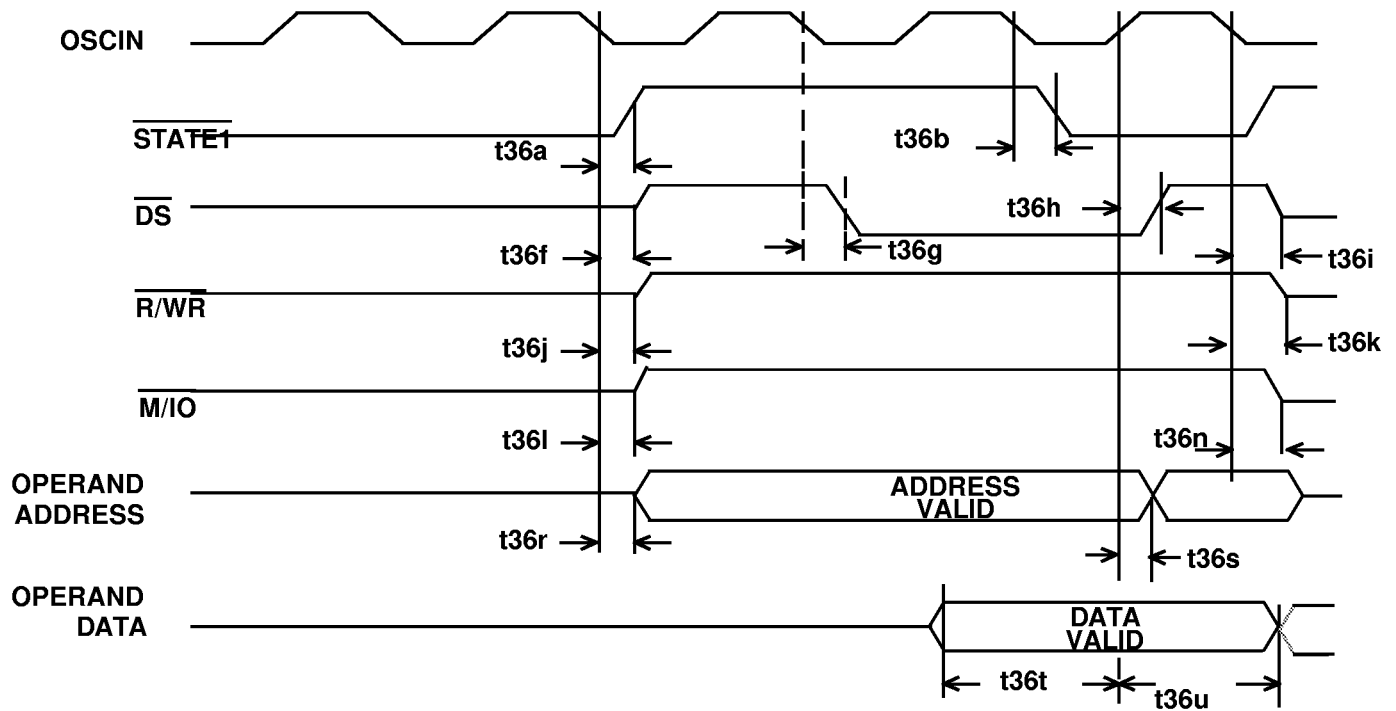 OSCIN
STATE1
t36a
t36b
DS
t36h
t36f
t36g
t36i
R/WR
t36j
t36k
M/IO
t36l
t36n
OPERAND
ADDRESS
ADDRESS
VALID
t36r
t36s
OPERAND
DATA
DATA
VALID
t36t
t36u